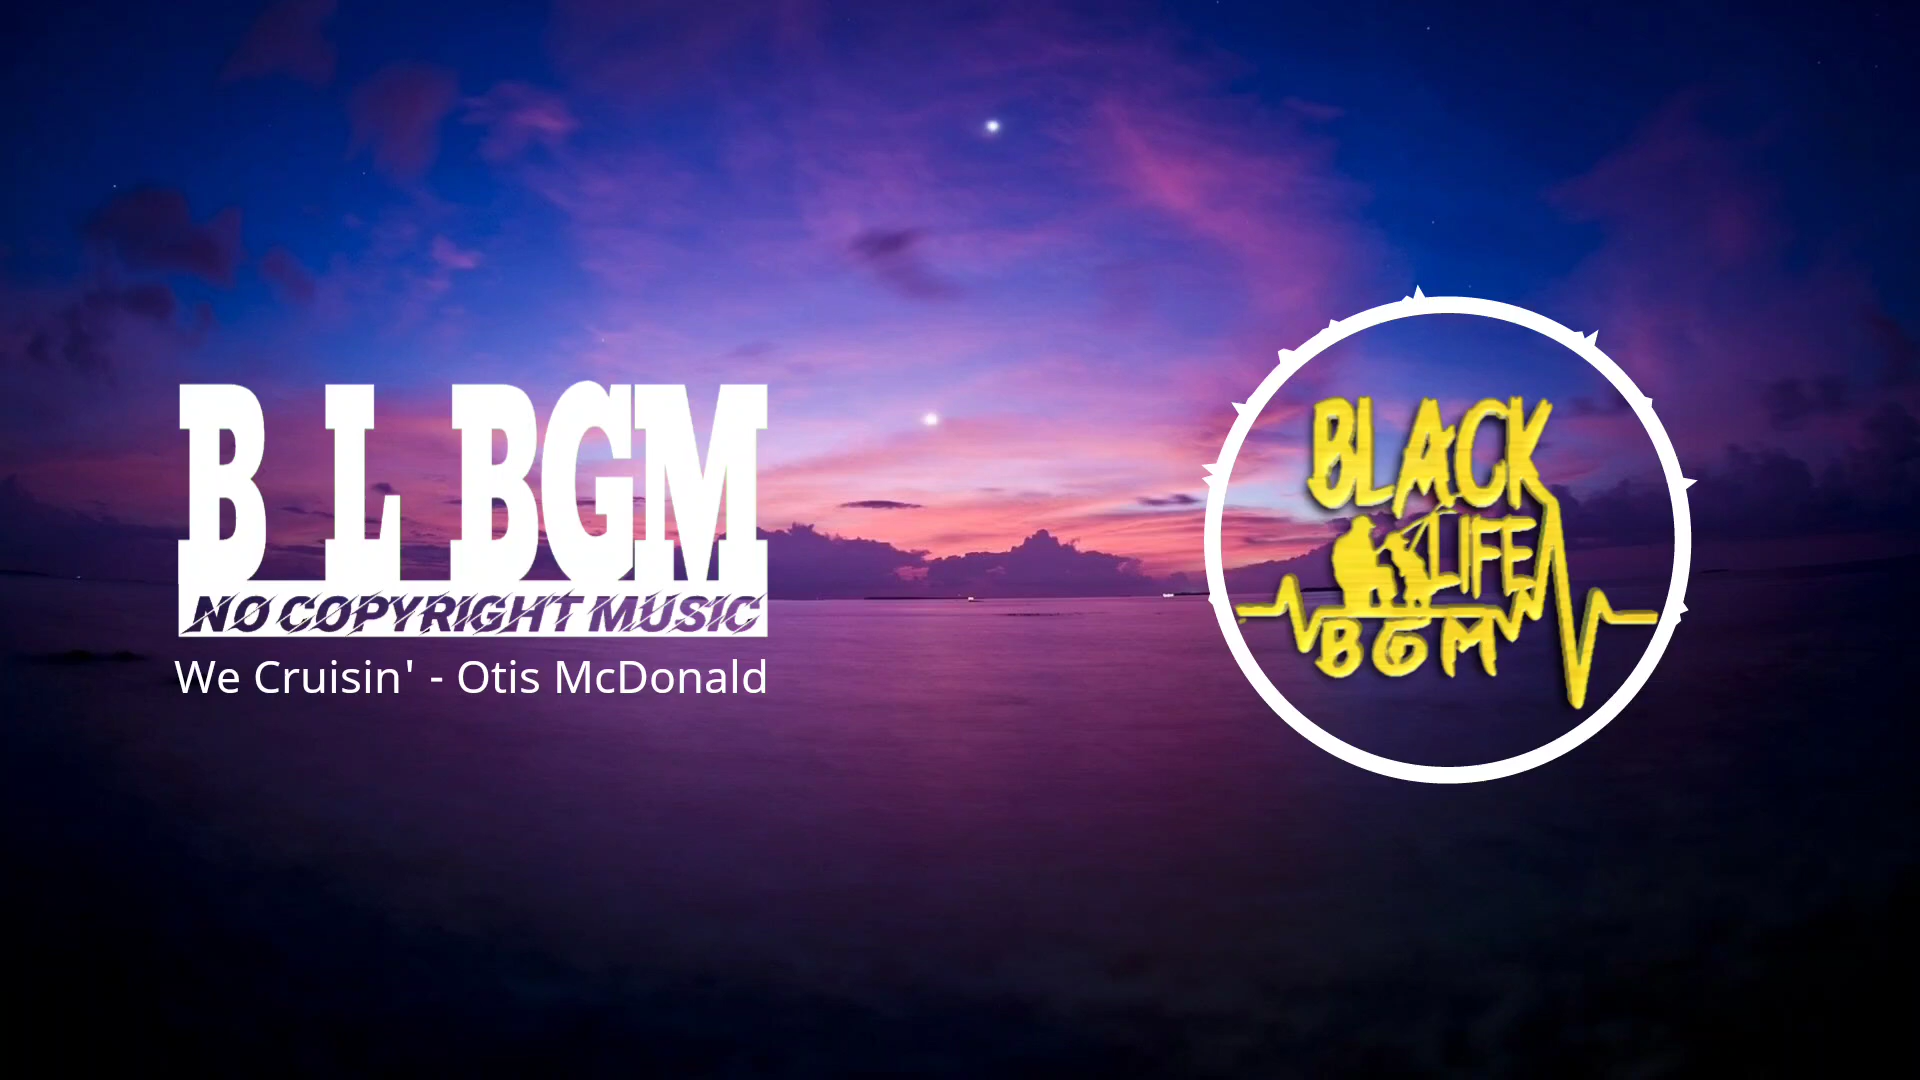 B L BGM
NO COPYRIGHT MUSIC
We Cruisin' - Otis McDonald
BLACK
LIFE
BGM